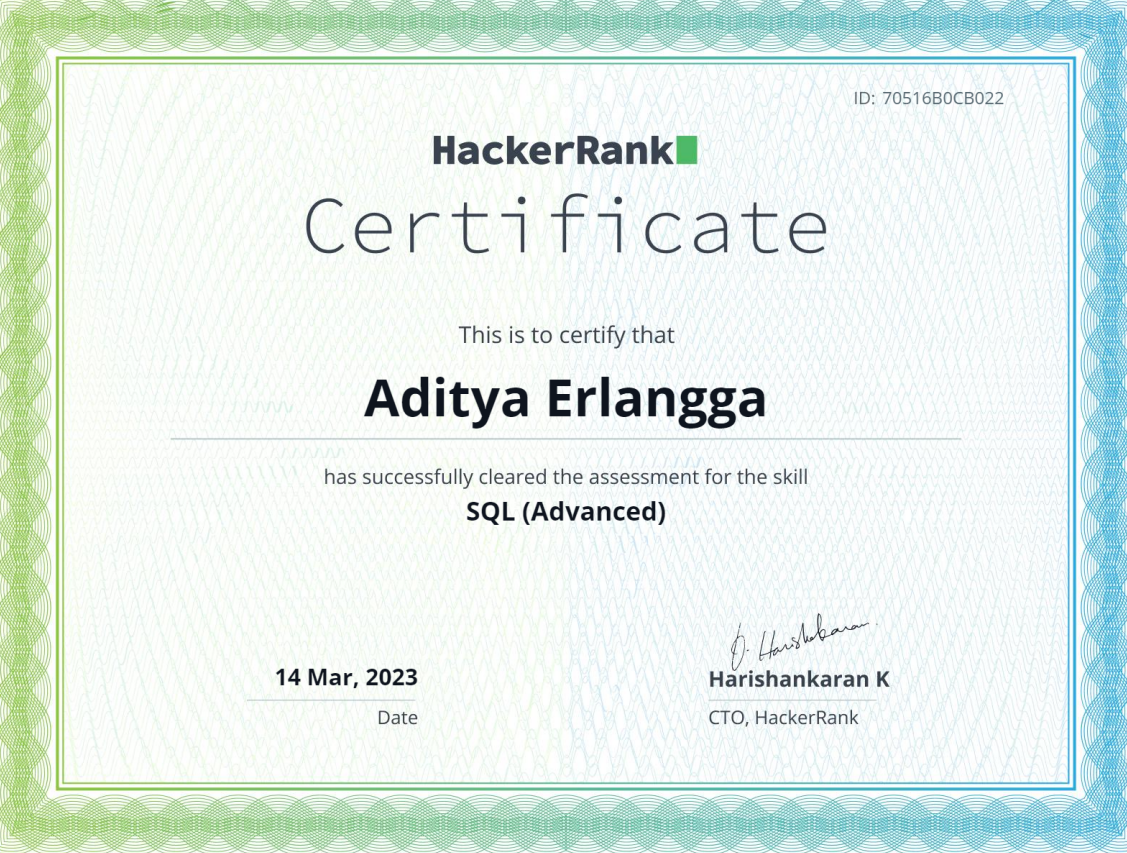 ID: 70516B0CB022
HackerRank
Certificate
This is to certify that
Aditya Erlangga
has successfully cleared the assessment for the skill
SQL (Advanced)
14 Mar, 2023
Date
D. Harishankaran
Harishankaran K
CTO, HackerRank